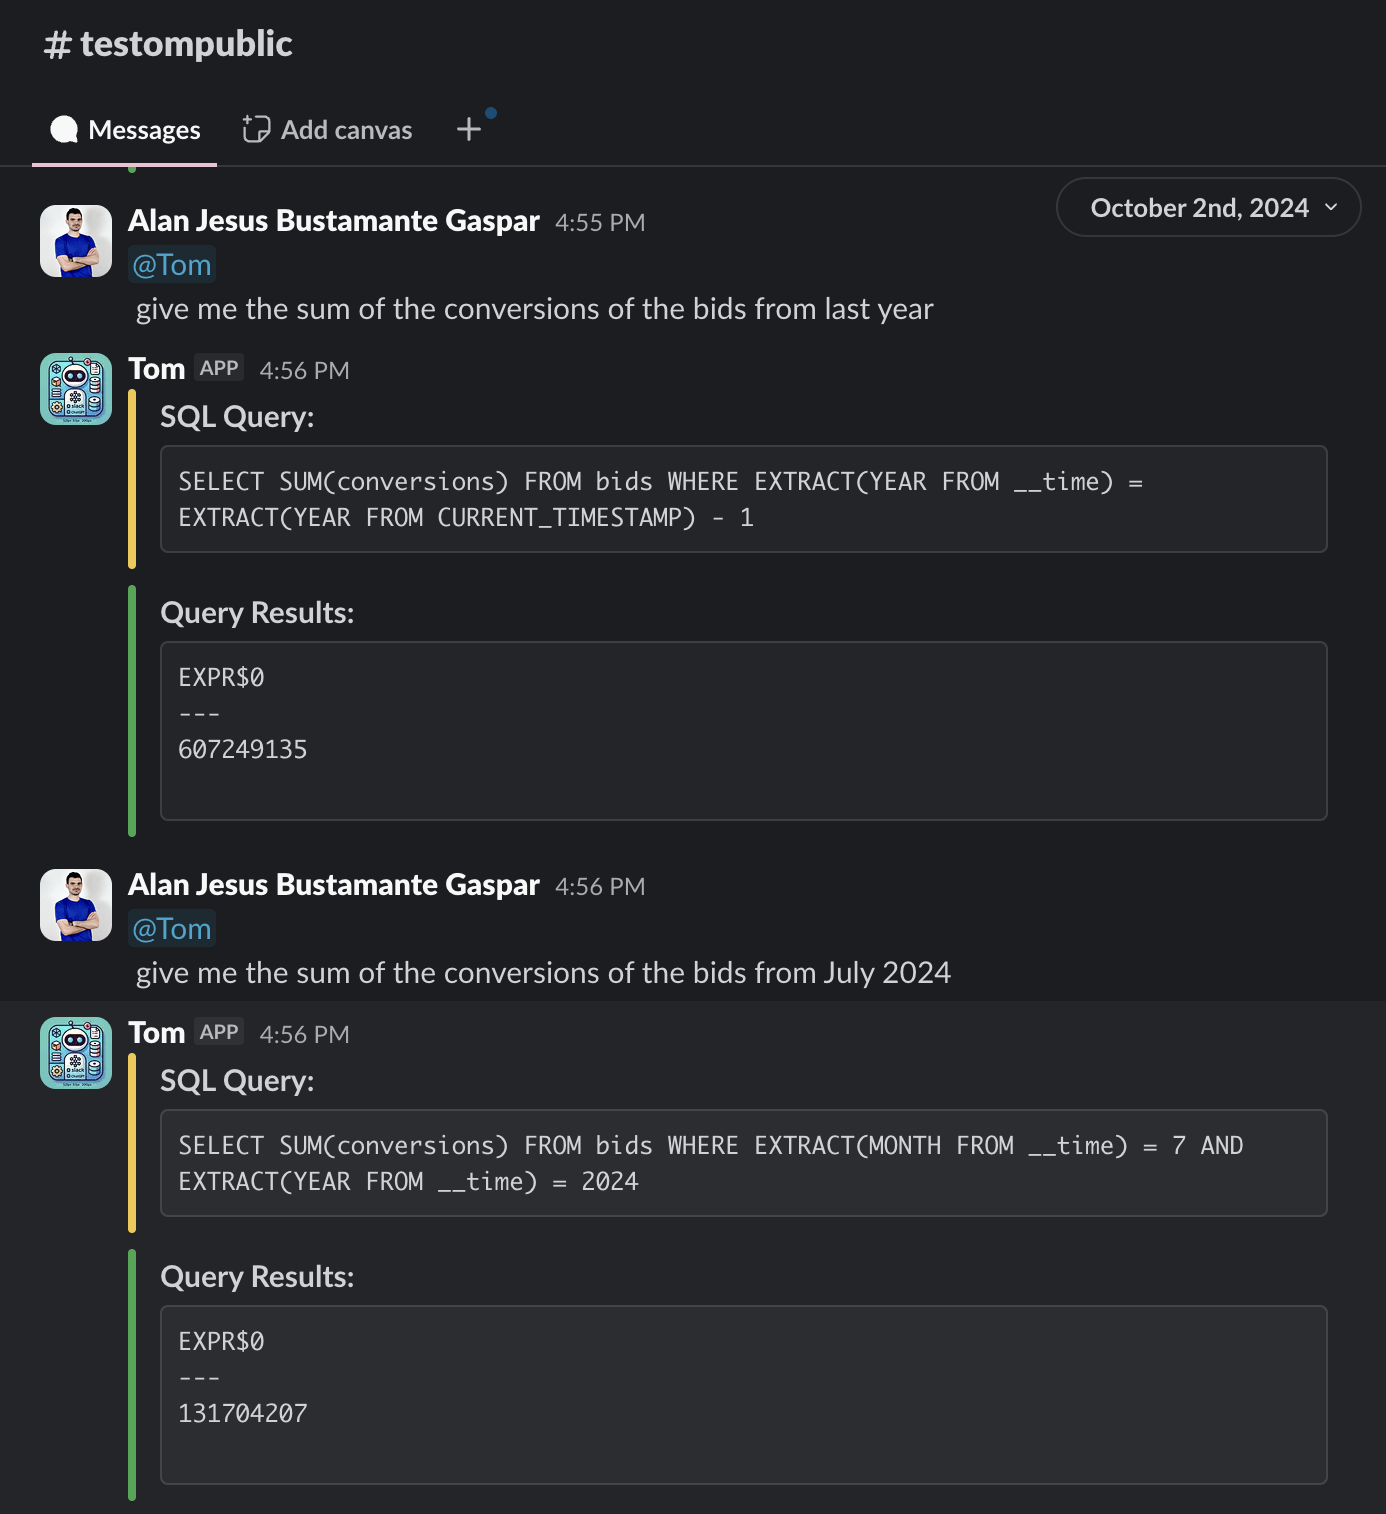 # testompublic
Messages
Add canvas
+
October 2nd, 2024
Alan Jesus Bustamante Gaspar 4:55 PM
@Tom
give me the sum of the conversions of the bids from last year
Tom APP 4:56 PM
SQL Query:
SELECT SUM(conversions) FROM bids WHERE EXTRACT(YEAR FROM __time) =
EXTRACT(YEAR FROM CURRENT_TIMESTAMP) - 1
Query Results:
EXPR$0
---
607249135
Alan Jesus Bustamante Gaspar 4:56 PM
@Tom
give me the sum of the conversions of the bids from July 2024
Tom APP 4:56 PM
SQL Query:
SELECT SUM(conversions) FROM bids WHERE EXTRACT(MONTH FROM __time) = 7 AND
EXTRACT(YEAR FROM __time) = 2024
Query Results:
EXPR$0
---
131704207